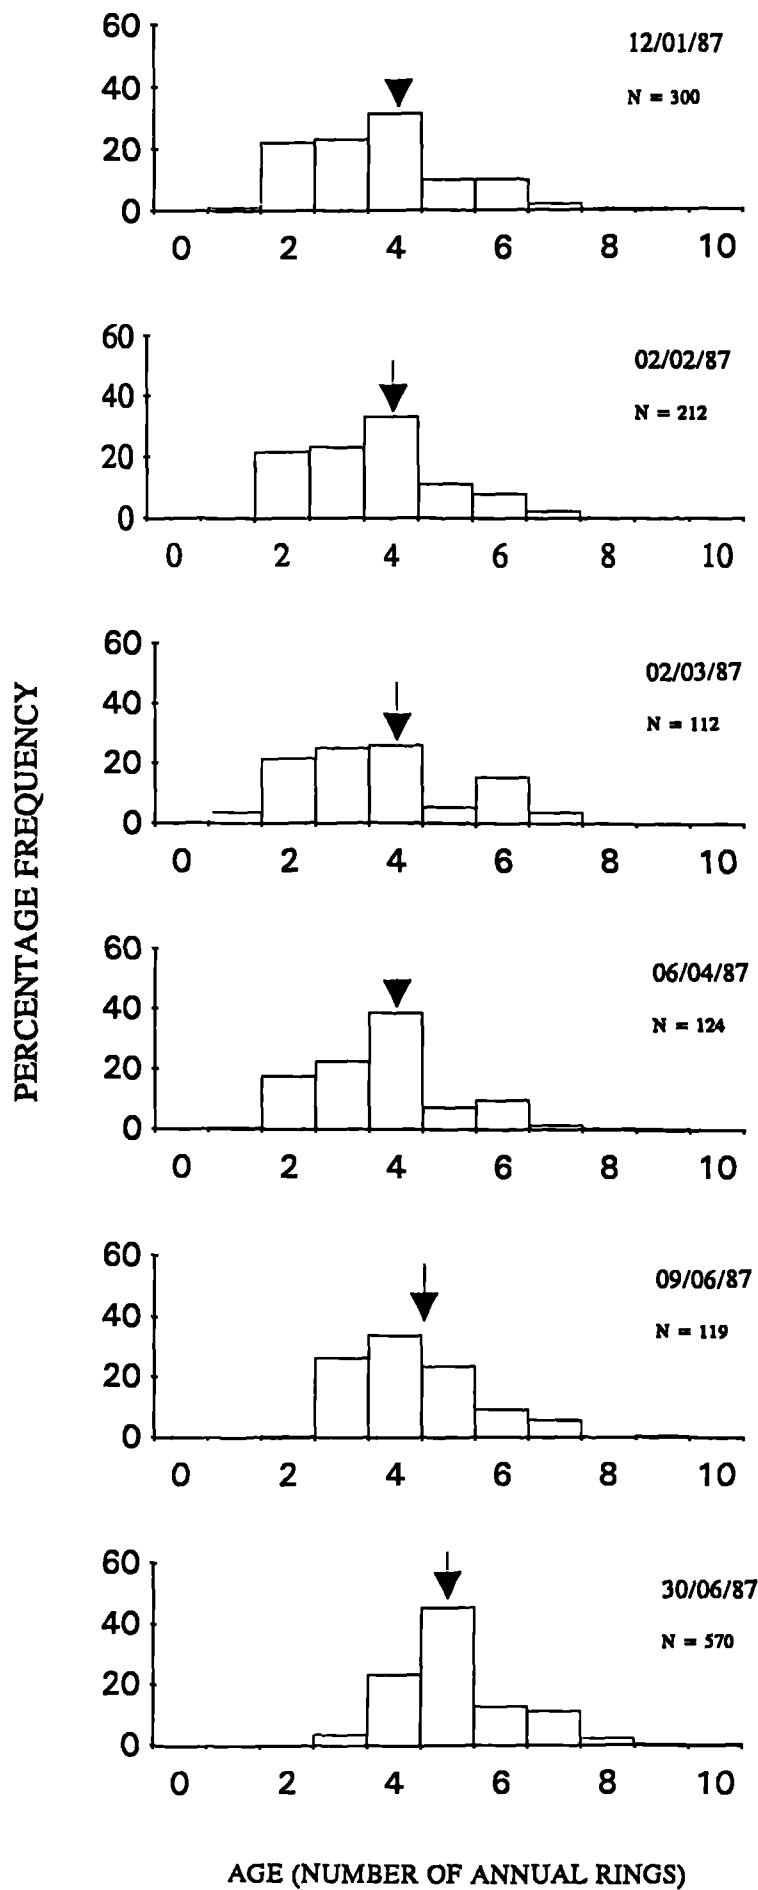 PERCENTAGE FREQUENCY
60
40
20
0
0 2 4 6 8 10
12/01/87
N = 300
60
40
20
0
0 2 4 6 8 10
02/02/87
N = 212
60
40
20
0
0 2 4 6 8 10
02/03/87
N = 112
60
40
20
0
0 2 4 6 8 10
06/04/87
N = 124
60
40
20
0
0 2 4 6 8 10
09/06/87
N = 119
60
40
20
0
0 2 4 6 8 10
30/06/87
N = 570
AGE (NUMBER OF ANNUAL RINGS)